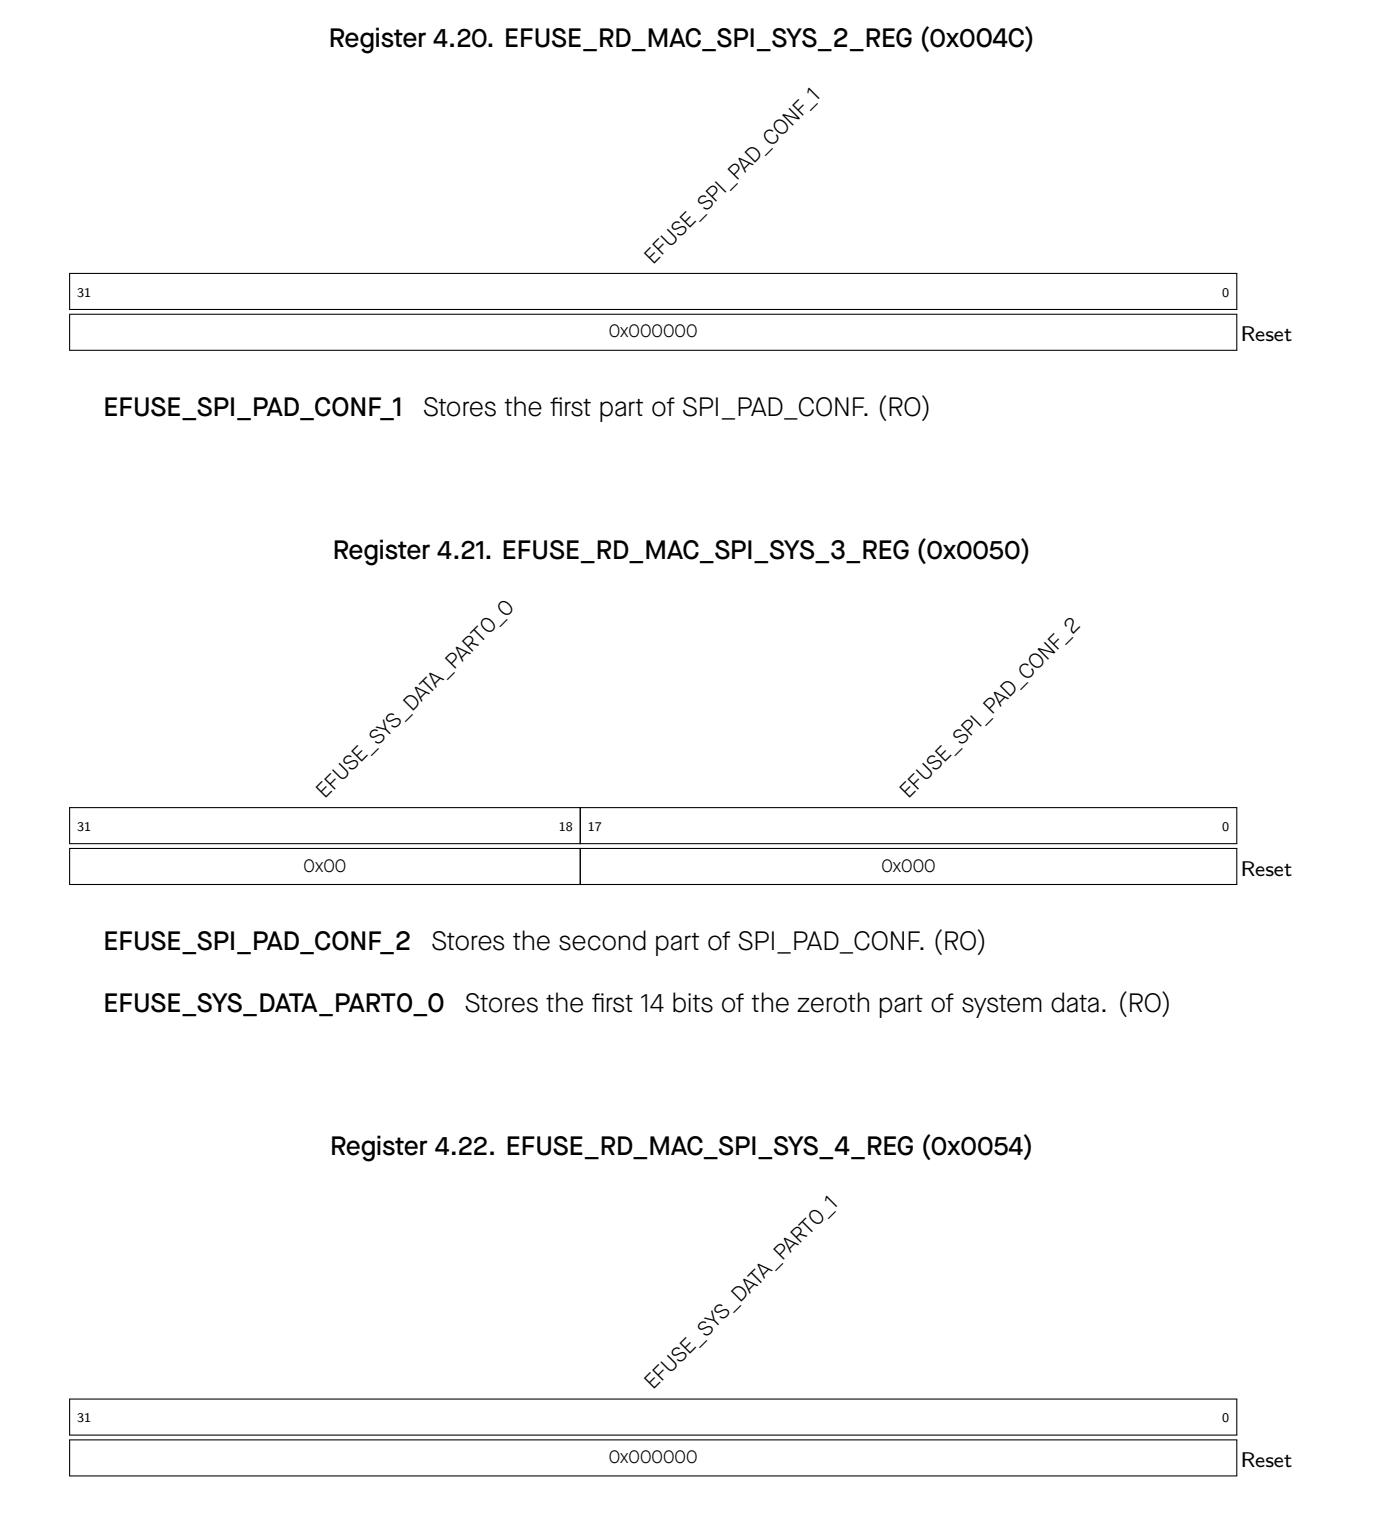 Register 4.20. EFUSE_RD_MAC_SPI_SYS_2_REG (0x004C)
EFUSE_SPI_PAD_CONF_1
31 0
0x000000 Reset
EFUSE_SPI_PAD_CONF_1 Stores the first part of SPI_PAD_CONF. (RO)
Register 4.21. EFUSE_RD_MAC_SPI_SYS_3_REG (0x0050)
EFUSE_SYS_DATA_PART0_0 EFUSE_SPI_PAD_CONF_2
31 18 17 0
0x00 0x000 Reset
EFUSE_SPI_PAD_CONF_2 Stores the second part of SPI_PAD_CONF. (RO)
EFUSE_SYS_DATA_PART0_0 Stores the first 14 bits of the zeroth part of system data. (RO)
Register 4.22. EFUSE_RD_MAC_SPI_SYS_4_REG (0x0054)
EFUSE_SYS_DATA_PART0_1
31 0
0x000000 Reset